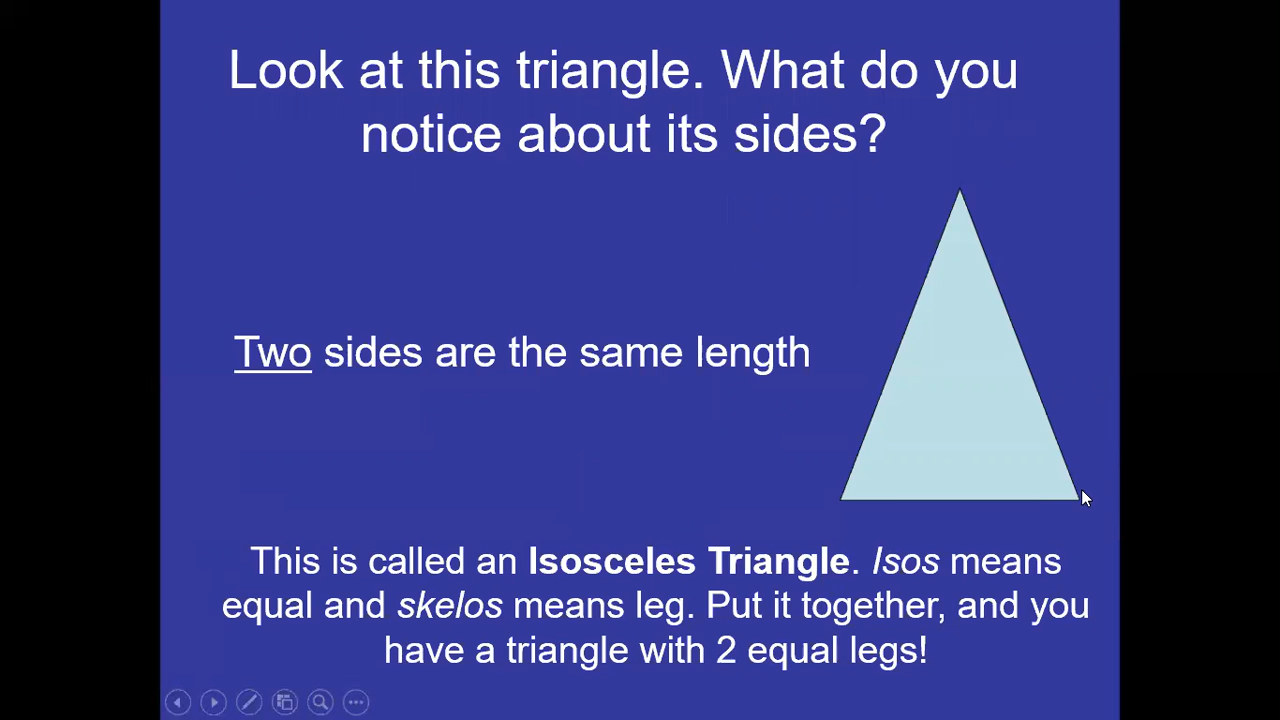 Look at this triangle. What do you
notice about its sides?
Two sides are the same length
This is called an Isosceles Triangle. Isos means
equal and skelos means leg. Put it together, and you
have a triangle with 2 equal legs!